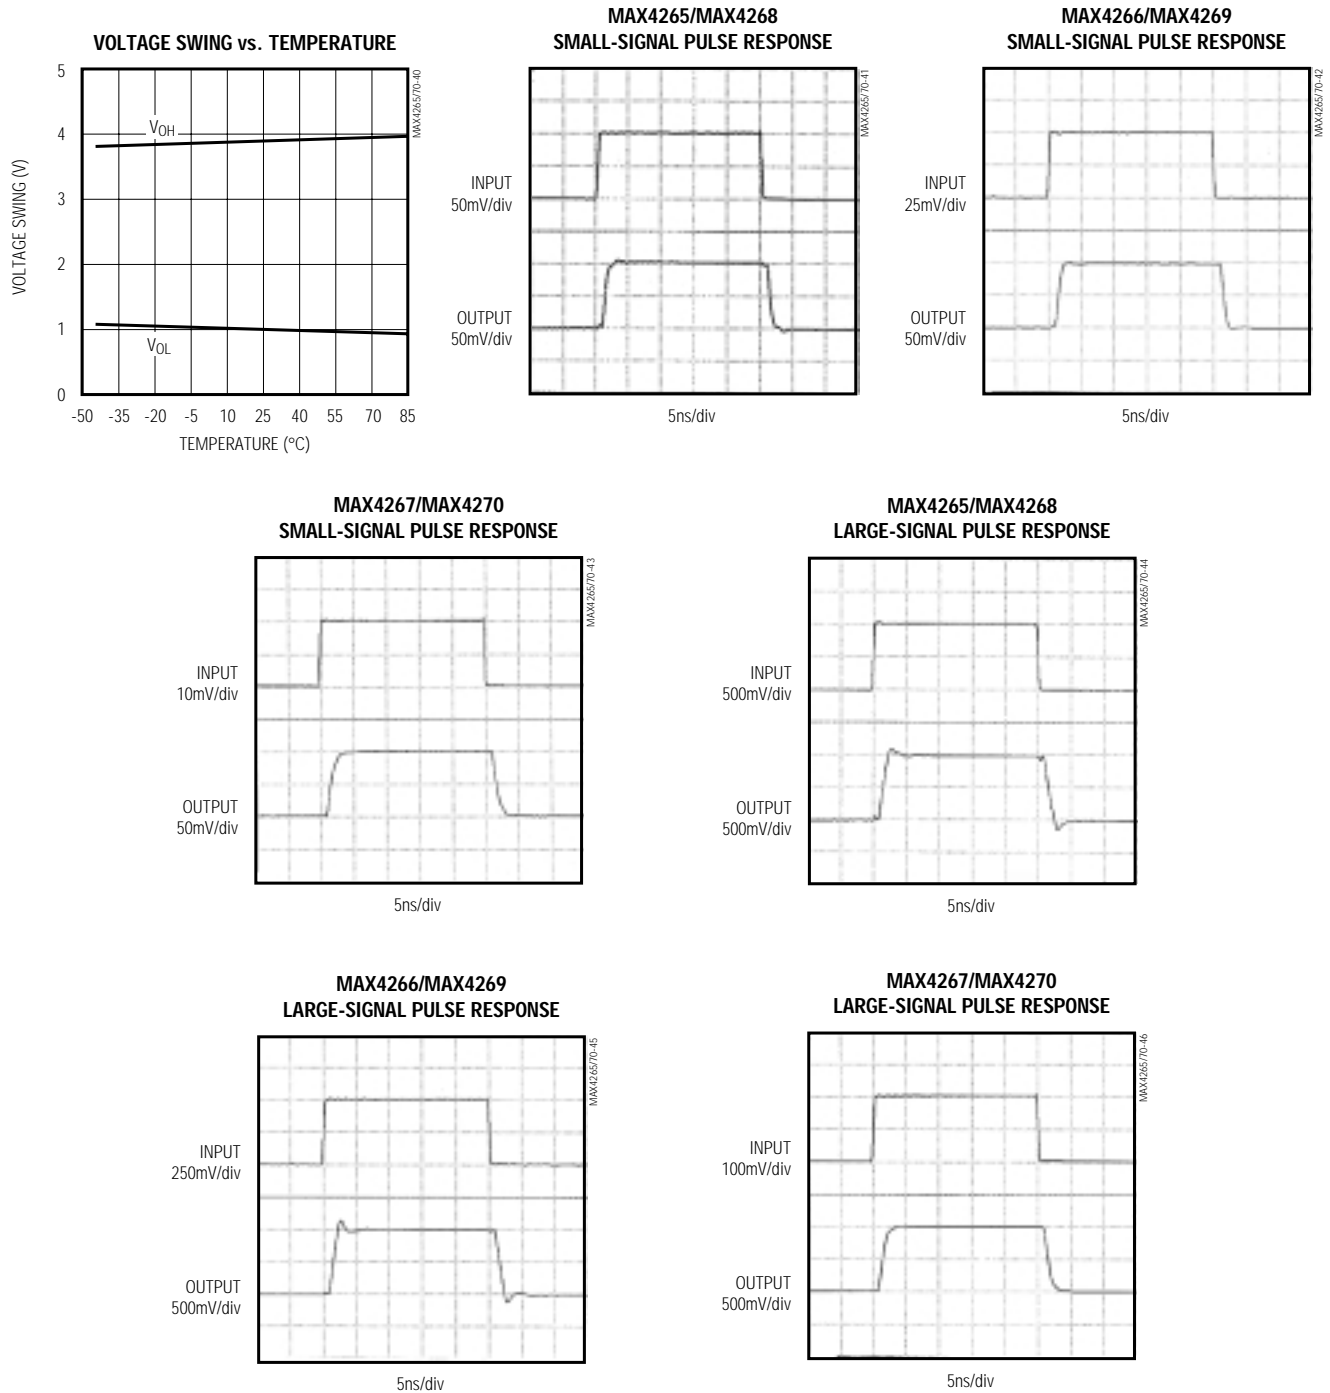 VOLTAGE SWING vs. TEMPERATURE
MAX4265/70-40
VOLTAGE SWING (V)
5
4
3
2
1
0
VOH
VOL
-50 -35 -20 -5 10 25 40 55 70 85
TEMPERATURE (°C)
MAX4265/MAX4268
SMALL-SIGNAL PULSE RESPONSE
MAX4265/70-41
INPUT
50mV/div
OUTPUT
50mV/div
5ns/div
MAX4266/MAX4269
SMALL-SIGNAL PULSE RESPONSE
MAX4265/70-42
INPUT
25mV/div
OUTPUT
50mV/div
5ns/div
MAX4267/MAX4270
SMALL-SIGNAL PULSE RESPONSE
MAX4265/70-43
INPUT
10mV/div
OUTPUT
50mV/div
5ns/div
MAX4265/MAX4268
LARGE-SIGNAL PULSE RESPONSE
MAX4265/70-44
INPUT
500mV/div
OUTPUT
500mV/div
5ns/div
MAX4266/MAX4269
LARGE-SIGNAL PULSE RESPONSE
MAX4265/70-45
INPUT
250mV/div
OUTPUT
500mV/div
5ns/div
MAX4267/MAX4270
LARGE-SIGNAL PULSE RESPONSE
MAX4265/70-46
INPUT
100mV/div
OUTPUT
500mV/div
5ns/div